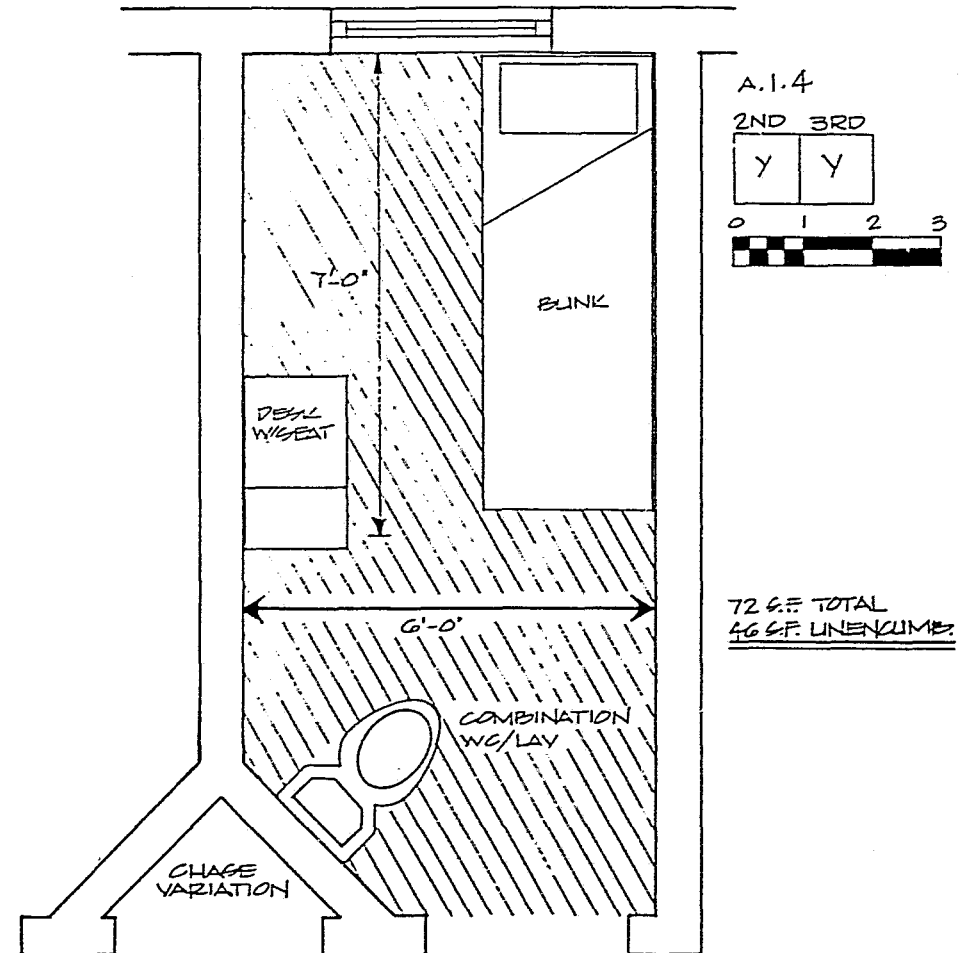 A.1.4
2ND 3RD
Y Y
0 1 2 3
7'-0"
BUNK
DESK
W/SEAT
72 S.F. TOTAL
46 S.F. UNENCUMB.
6'-0"
COMBINATION
WC/LAV
CHASE
VARIATION